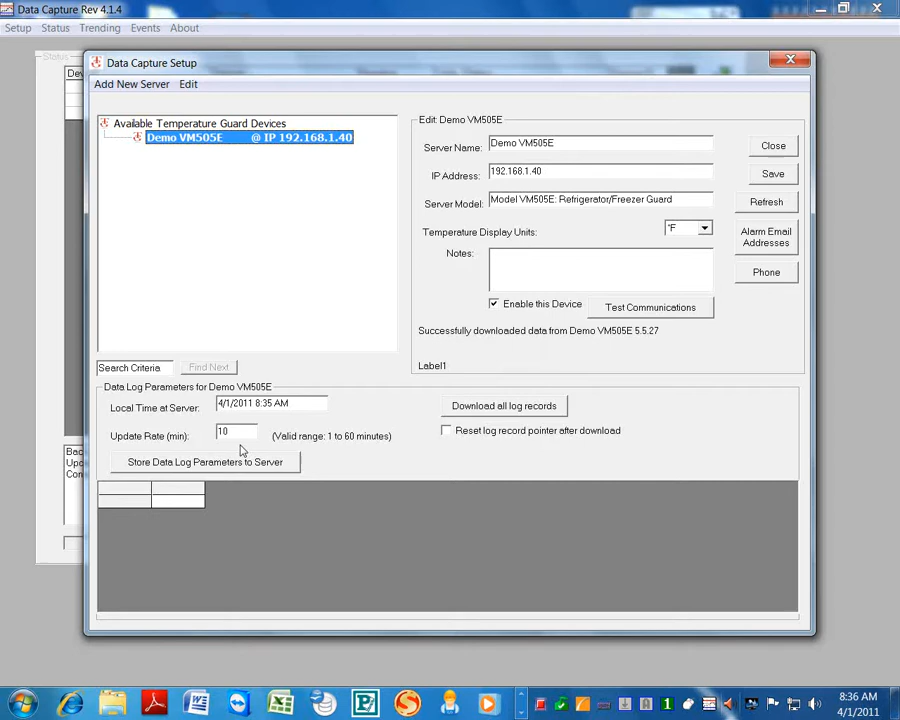 Data Capture Rev 4.1.4
Setup Status Trending Events About
Status
Data Capture Setup
Add New Server Edit
Available Temperature Guard Devices
Demo VM505E @ IP 192.168.1.40
Edit: Demo VM505E
Server Name: Demo VM505E
Close
IP Address: 192.168.1.40
Save
Server Model: Model VM505E: Refrigerator/Freezer Guard
Refresh
Temperature Display Units: °F
Alarm Email
Addresses
Notes:
Phone
Enable this Device
Test Communications
Successfully downloaded data from Demo VM505E 5.5.27
Label1
Search Criteria Find Next
Data Log Parameters for Demo VM505E
Local Time at Server: 4/1/2011 8:35 AM
Download all log records
Update Rate (min): 10 (Valid range: 1 to 60 minutes)
Reset log record pointer after download
Store Data Log Parameters to Server
8:36 AM
4/1/2011